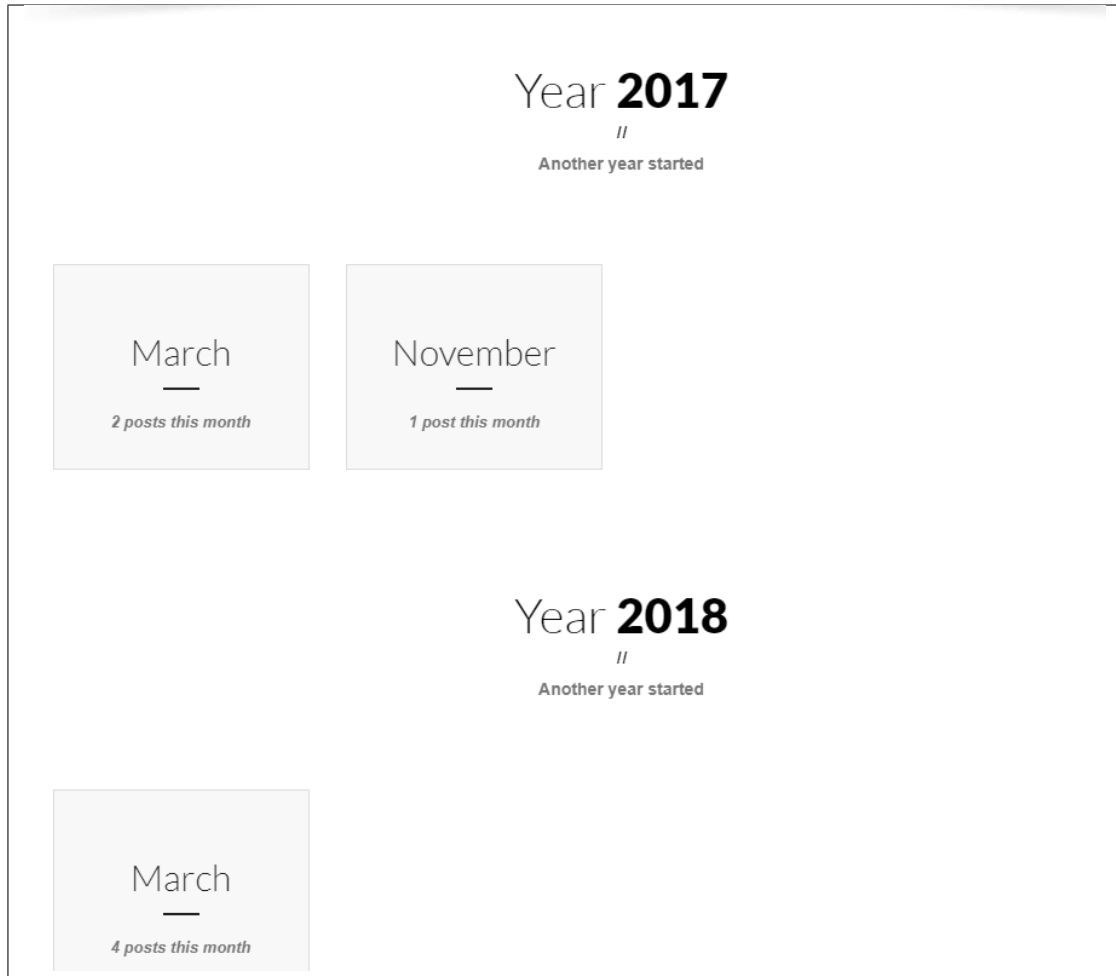 Year 2017
//
Another year started
March
November
2 posts this month
1 post this month
Year 2018
//
Another year started
March
4 posts this month